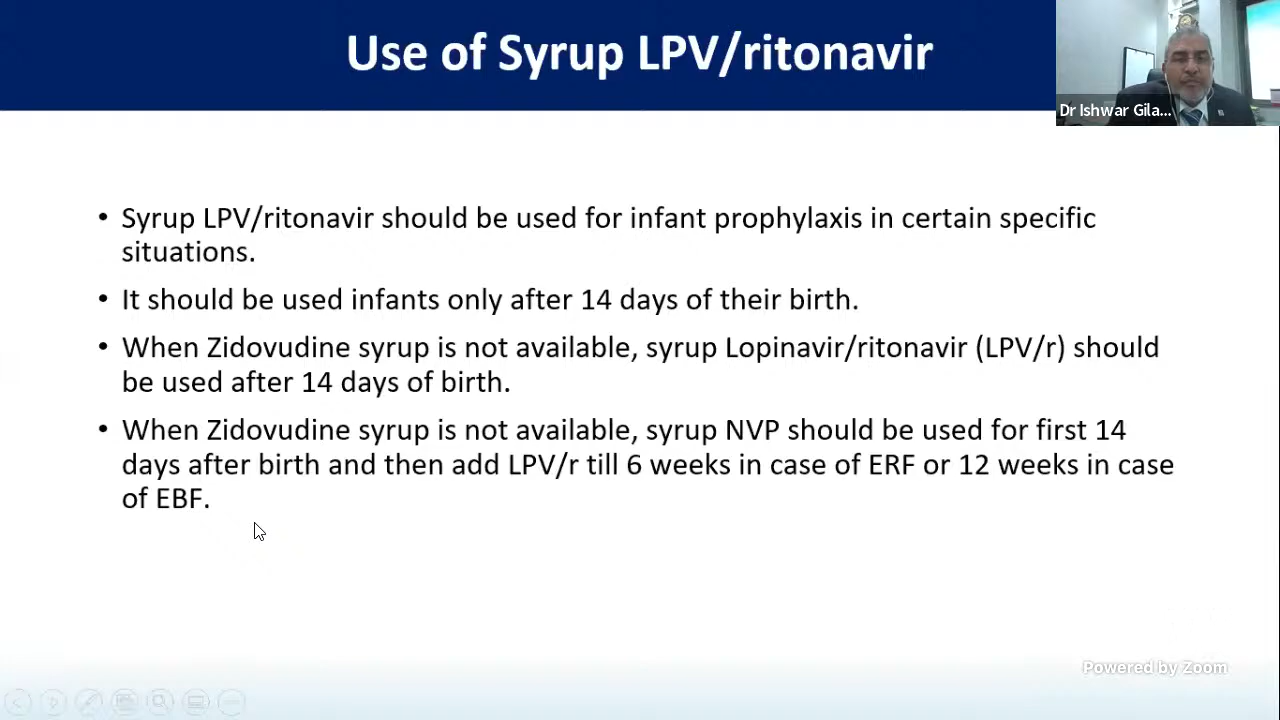 Use of Syrup LPV/ritonavir
Dr Ishwar Gila...
• Syrup LPV/ritonavir should be used for infant prophylaxis in certain specific
situations.
• It should be used infants only after 14 days of their birth.
• When Zidovudine syrup is not available, syrup Lopinavir/ritonavir (LPV/r) should
be used after 14 days of birth.
• When Zidovudine syrup is not available, syrup NVP should be used for first 14
days after birth and then add LPV/r till 6 weeks in case of ERF or 12 weeks in case
of EBF.
Powered by Zoom